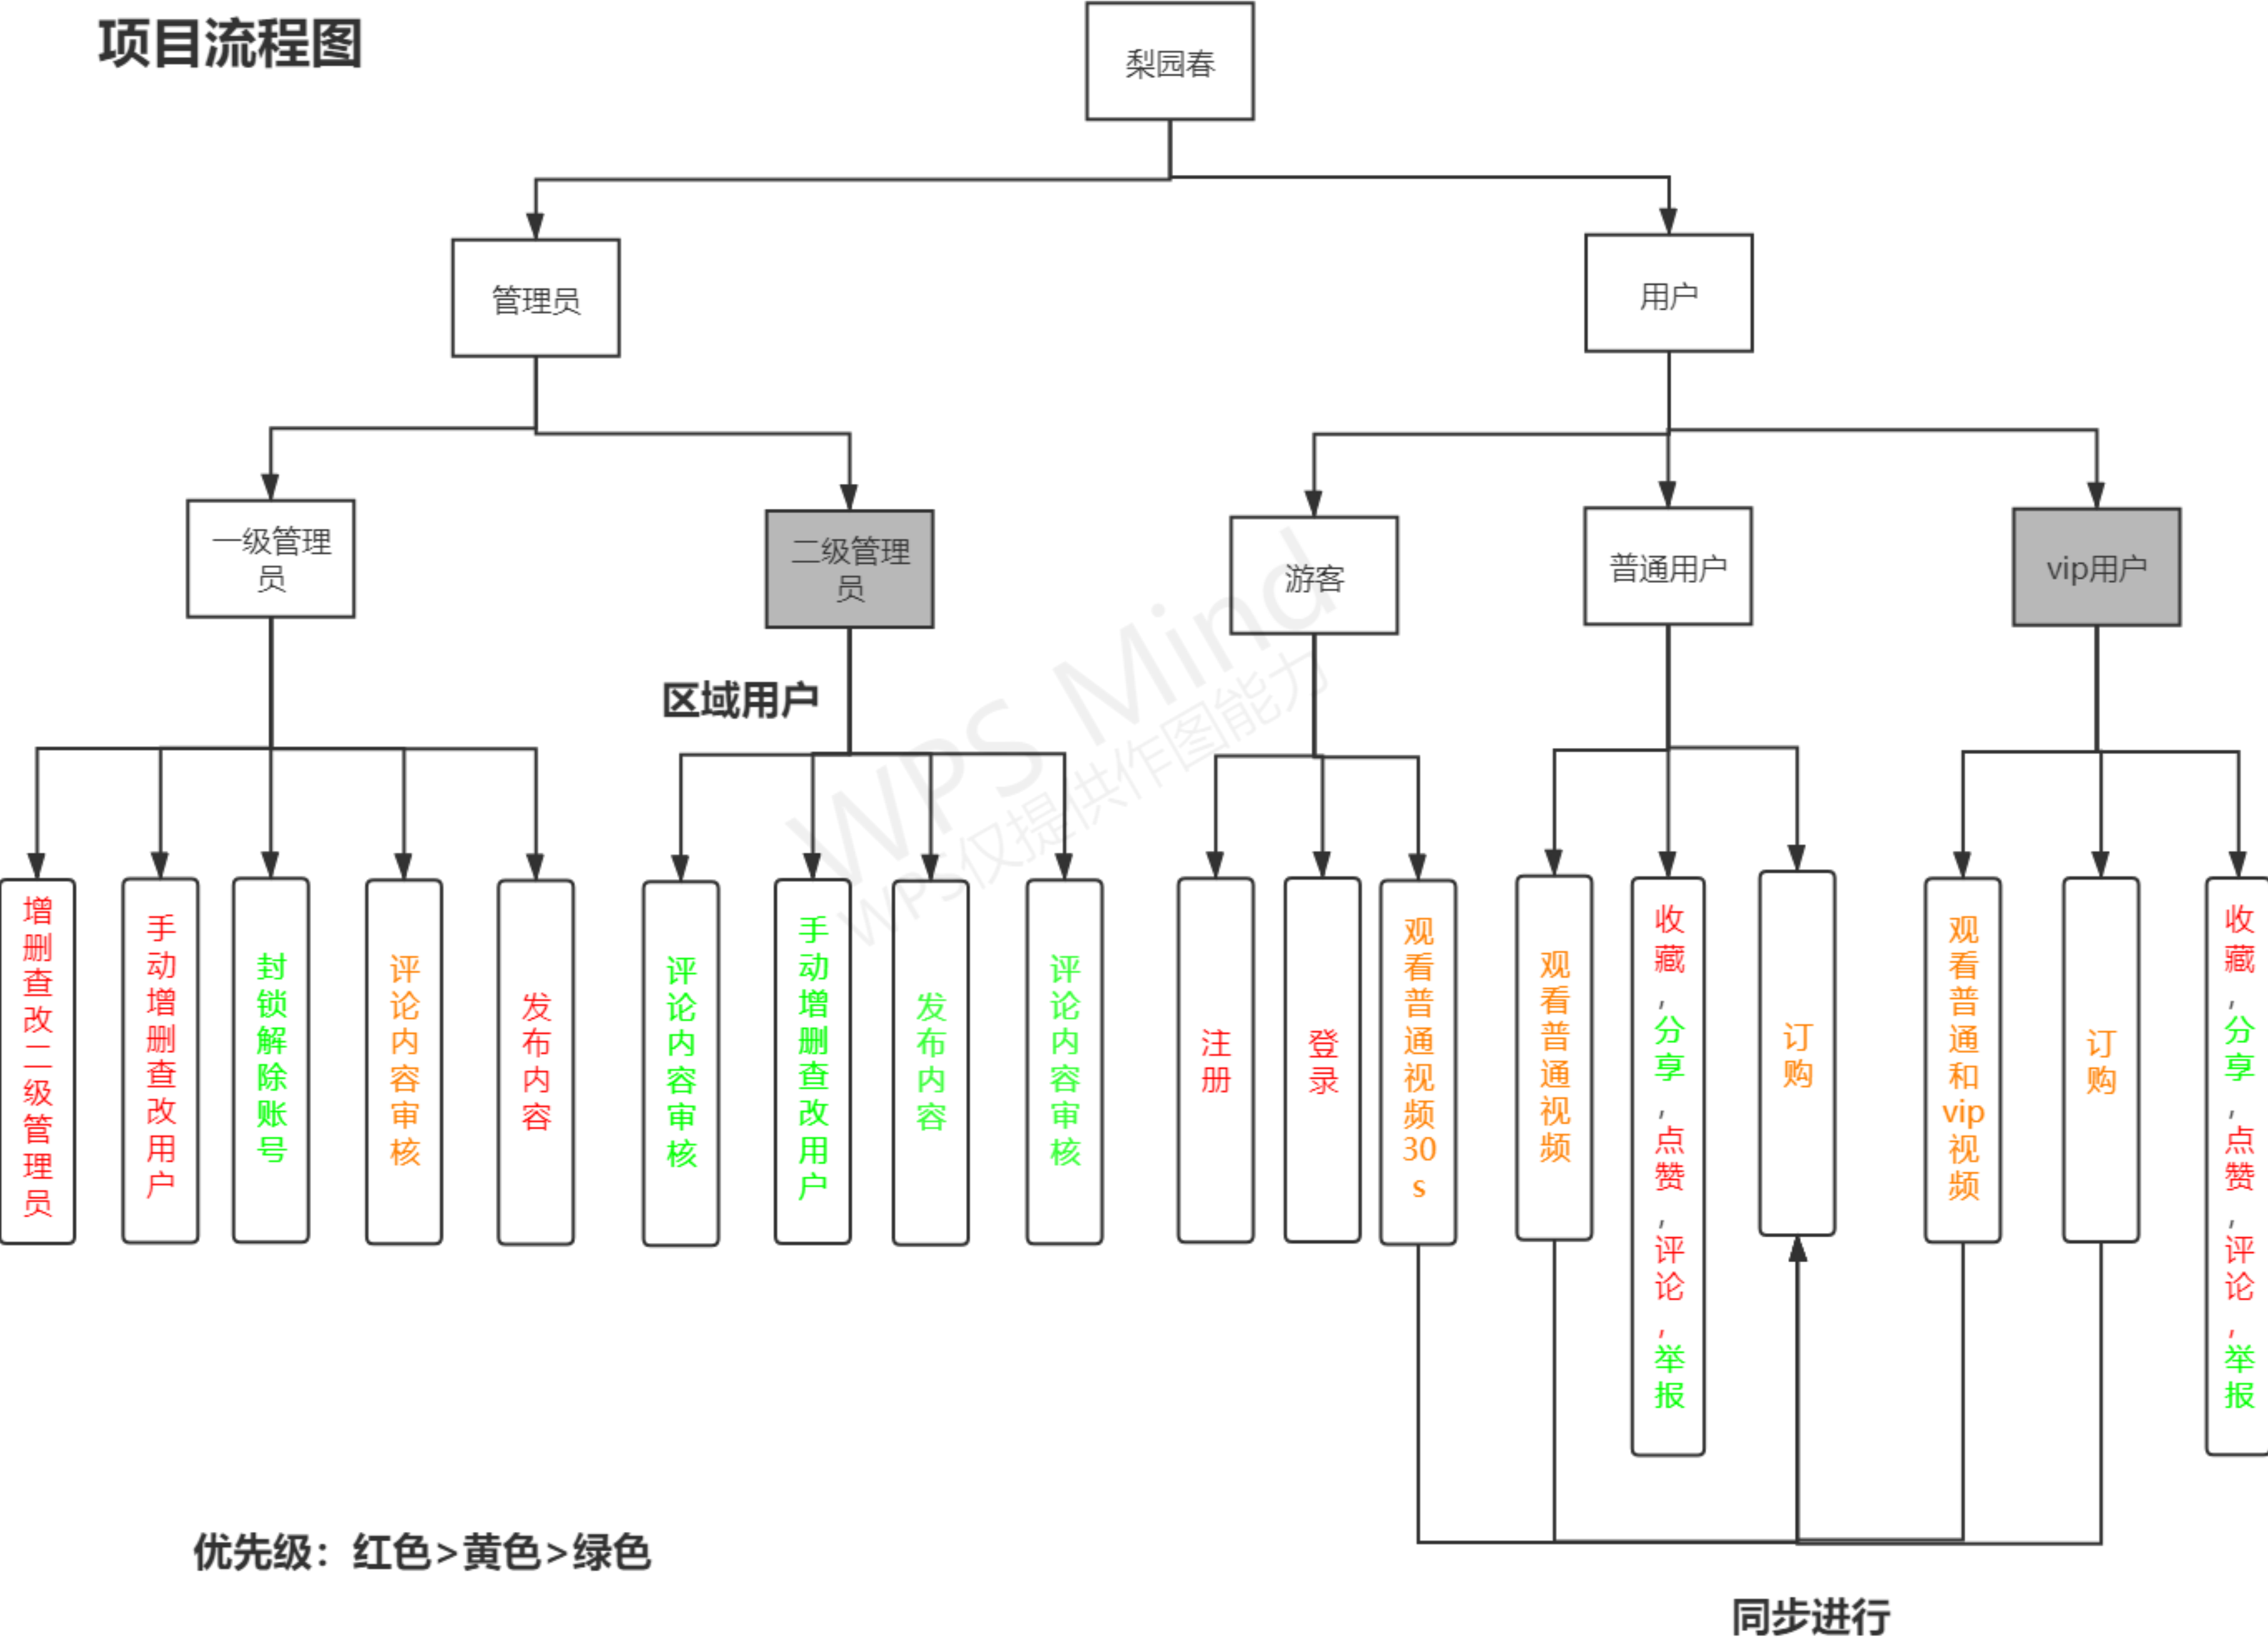 项目流程图
梨园春
管理员
用户
一级管理
员
二级管理
员
游客
普通用户
vip用户
区域用户
增删查改二级管理员
手动增删查改用户
封锁解除账号
评论内容审核
发布内容
评论内容审核
手动增删查改用户
发布内容
评论内容审核
注册
登录
观看普通视频30s
观看普通视频
收藏,分享,点赞,评论,举报
订购
观看普通和vip视频
订购
收藏,分享,点赞,评论,举报
WPS Mind
WPS仅提供作图能力
优先级：红色>黄色>绿色
同步进行